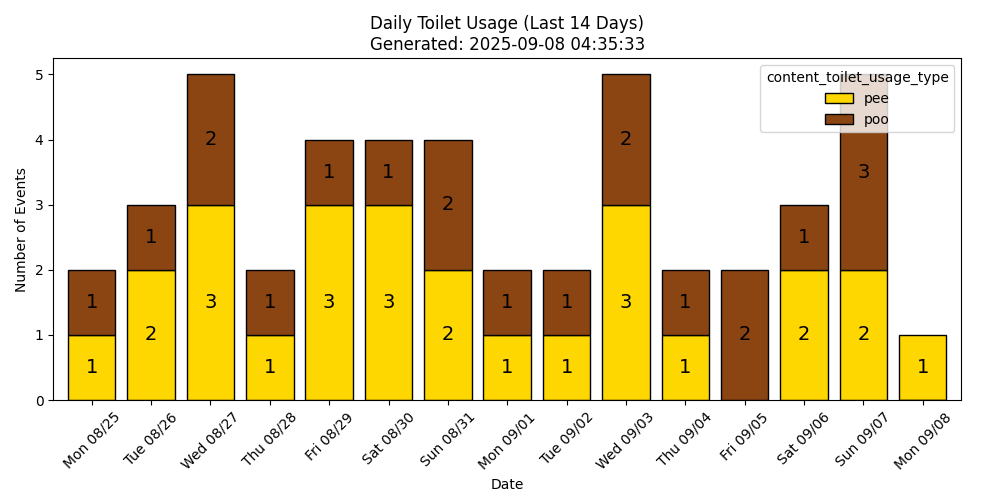 Daily Toilet Usage (Last 14 Days)
Generated: 2025-09-08 04:35:33
content_toilet_usage_type
pee
poo
Number of Events
5
4
3
2
1
0
1 1 2 1 3 2 1 1 3 1 3 1 2 2 1 1 1 1 3 2 1 1 2 2 1 2 3 1
Mon 08/25
Tue 08/26
Wed 08/27
Thu 08/28
Fri 08/29
Sat 08/30
Sun 08/31
Mon 09/01
Tue 09/02
Wed 09/03
Thu 09/04
Fri 09/05
Sat 09/06
Sun 09/07
Mon 09/08
Date